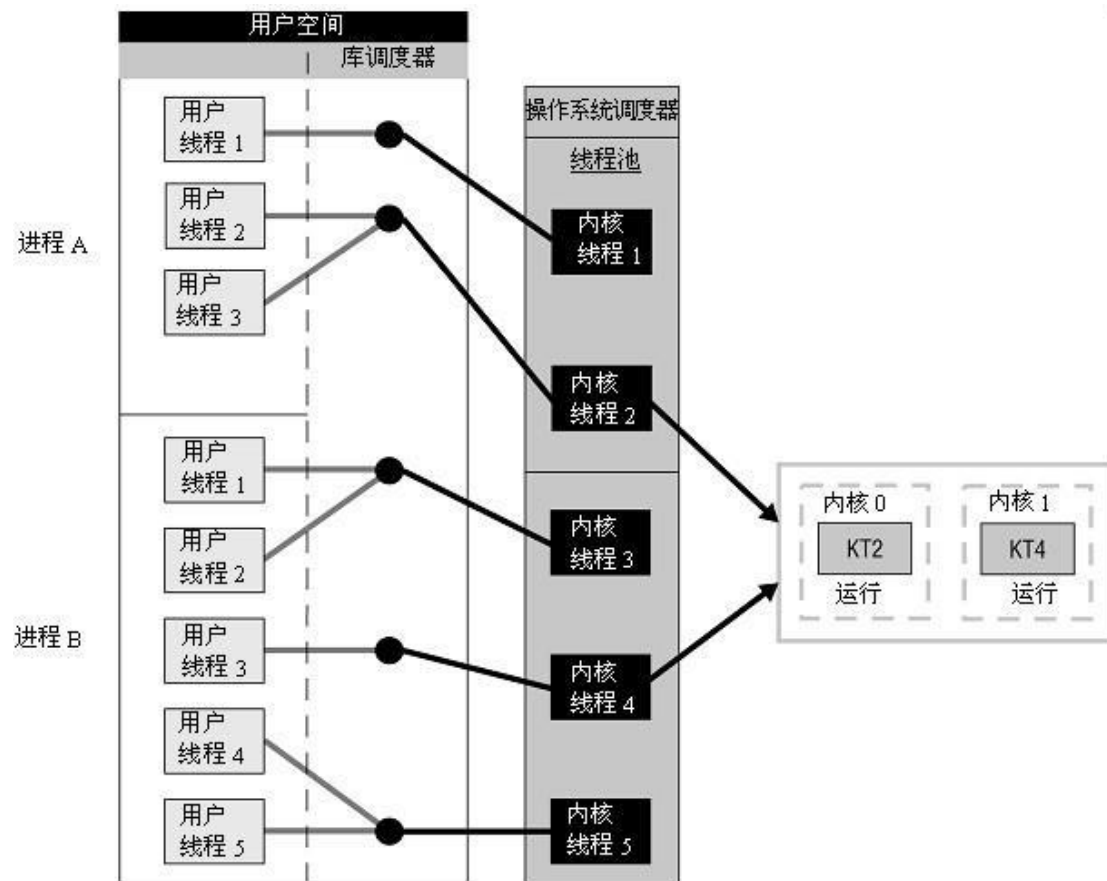 用户空间
库调度器
操作系统调度器
线程池
进程 A
用户
线程 1
用户
线程 2
用户
线程 3
内核
线程 1
内核
线程 2
进程 B
用户
线程 1
用户
线程 2
用户
线程 3
用户
线程 4
用户
线程 5
内核
线程 3
内核
线程 4
内核
线程 5
内核 0
KT2
运行
内核 1
KT4
运行